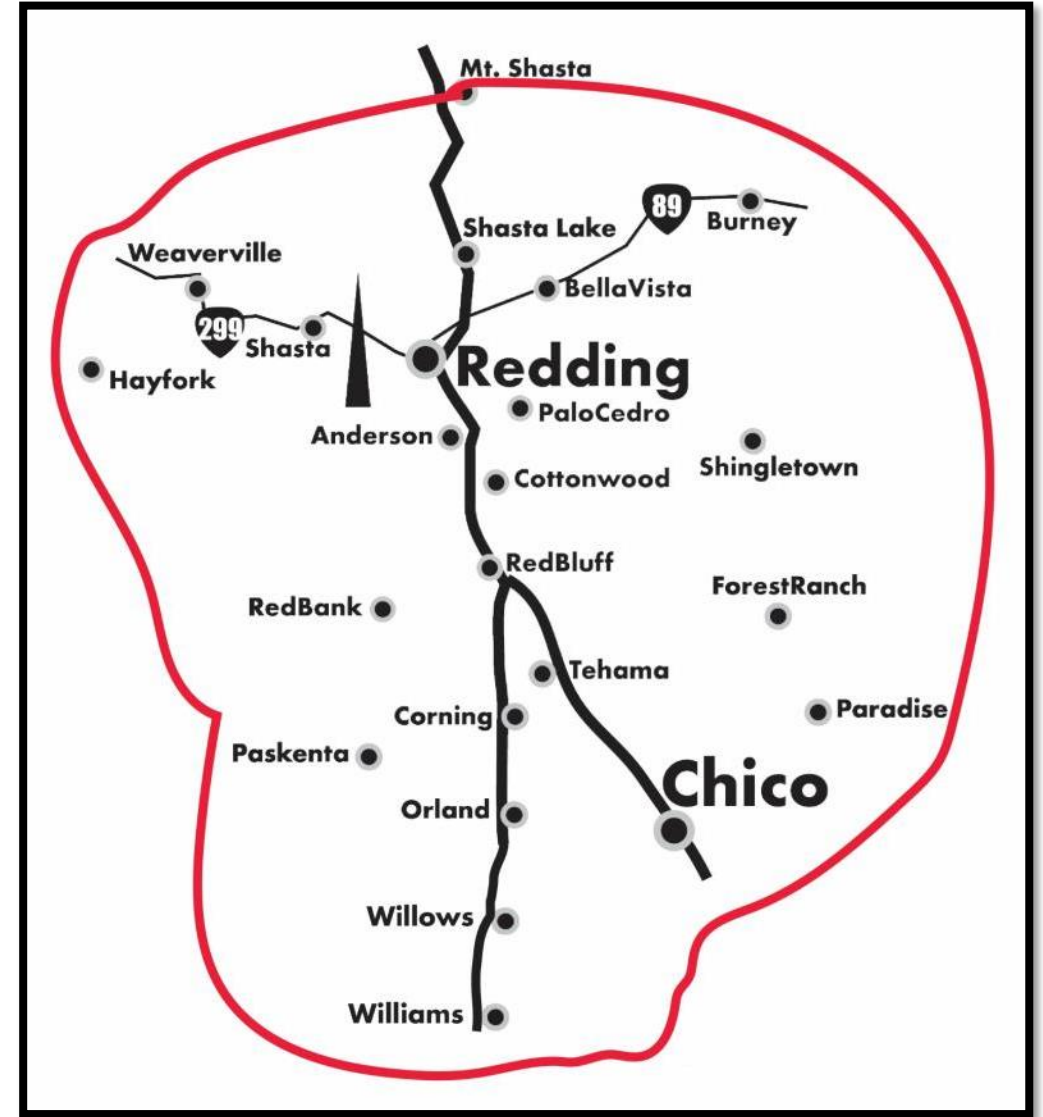 Mt. Shasta
89
Burney
Shasta Lake
Weaverville
BellaVista
299
Shasta
Redding
Hayfork
PaloCedro
Anderson
Shingletown
Cottonwood
RedBluff
ForestRanch
RedBank
Tehama
Corning
Paradise
Paskenta
Chico
Orland
Willows
Williams